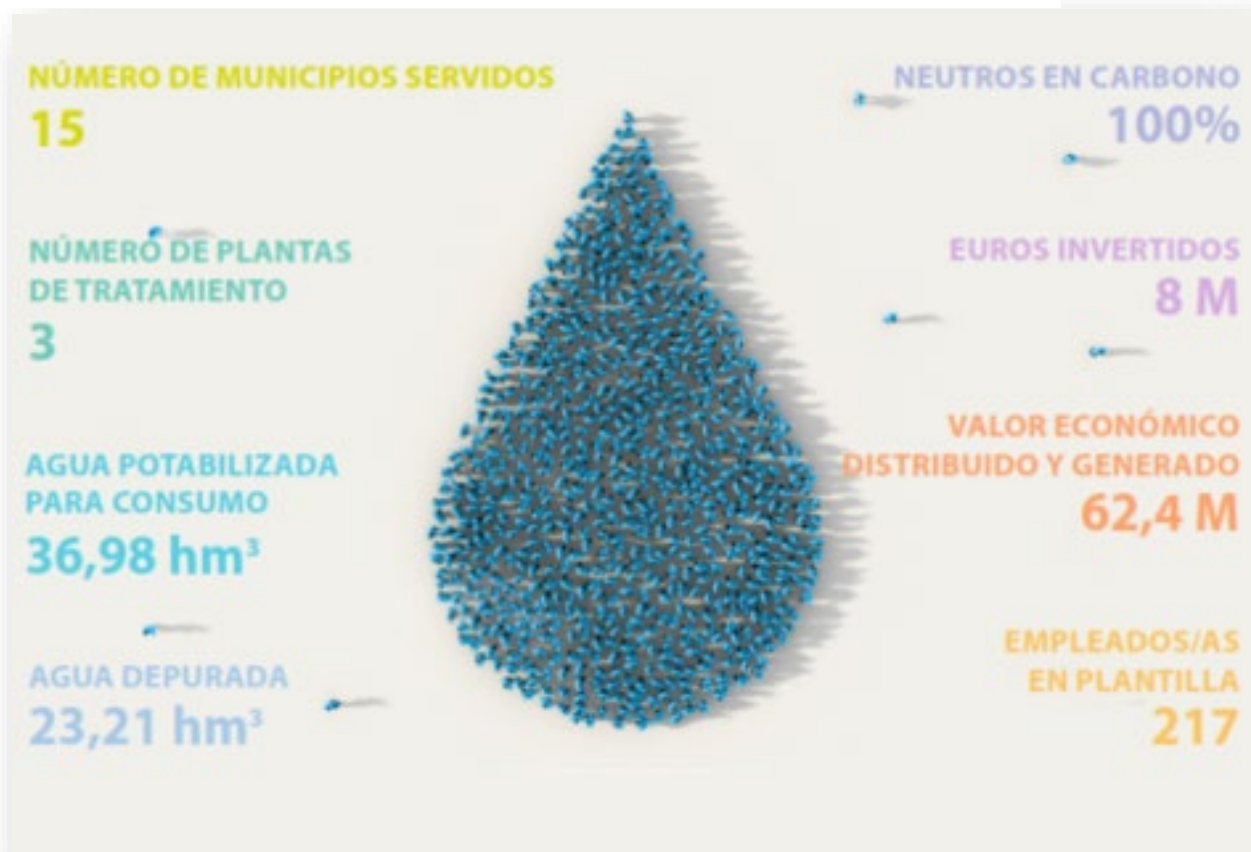 NÚMERO DE MUNICIPIOS SERVIDOS
15
NÚMERO DE PLANTAS
DE TRATAMIENTO
3
AGUA POTABILIZADA
PARA CONSUMO
36,98 hm³
AGUA DEPURADA
23,21 hm³
NEUTROS EN CARBONO
100%
EUROS INVERTIDOS
8 M
VALOR ECONÓMICO
DISTRIBUIDO Y GENERADO
62,4 M
EMPLEADOS/AS
EN PLANTILLA
217